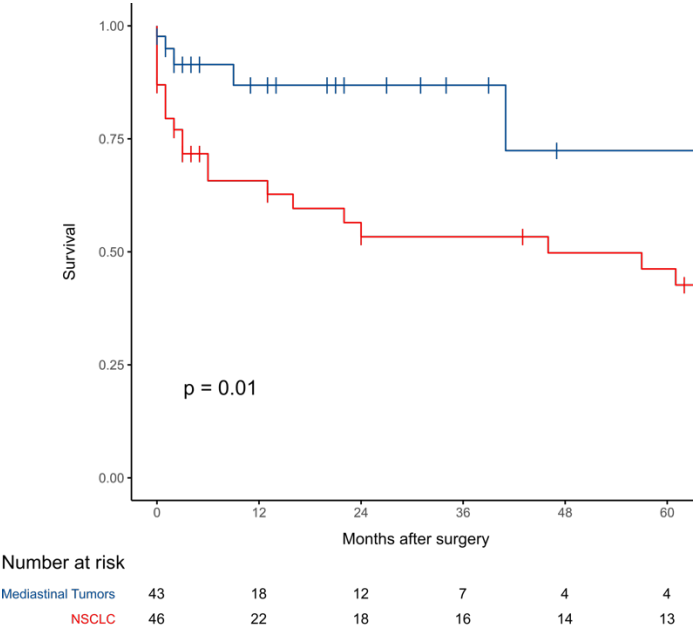 1.00
0.75
0.50
0.25
0.00
Survival
p = 0.01
0 12 24 36 48 60
Months after surgery
Number at risk
Mediastinal Tumors 43 18 12 7 4 4
NSCLC 46 22 18 16 14 13